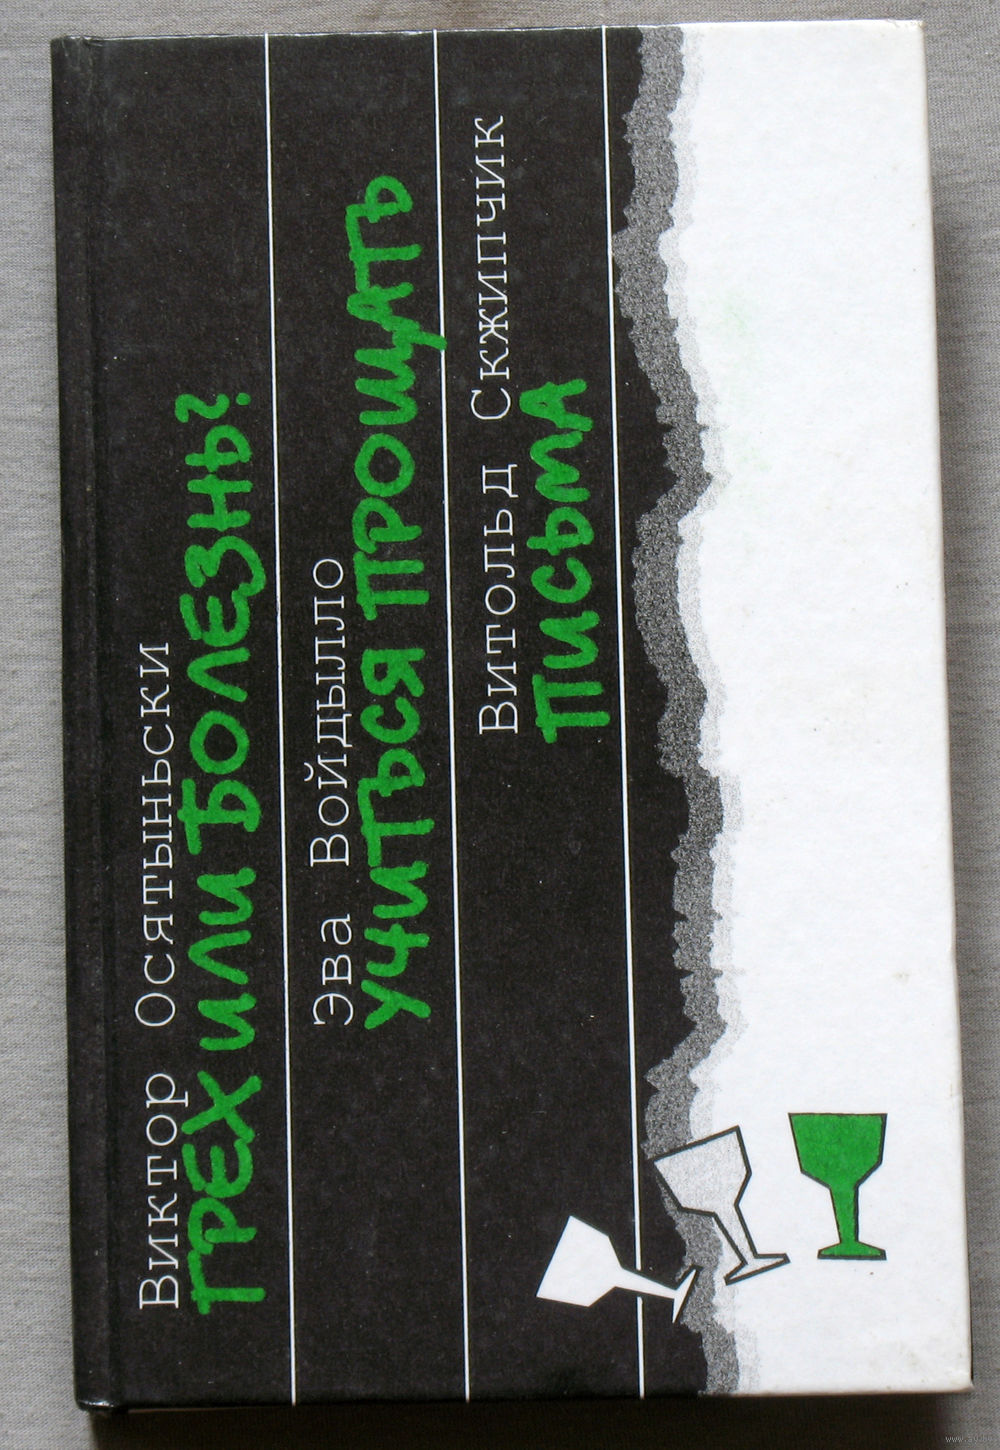 Виктор Осятыньски
ГРЕХ ИЛИ БОЛЕЗНЬ?
Эва Войдылло
УЧИТЬСЯ ПРОЩАТЬ
Витольд Скжипчик
ПИСЬМА